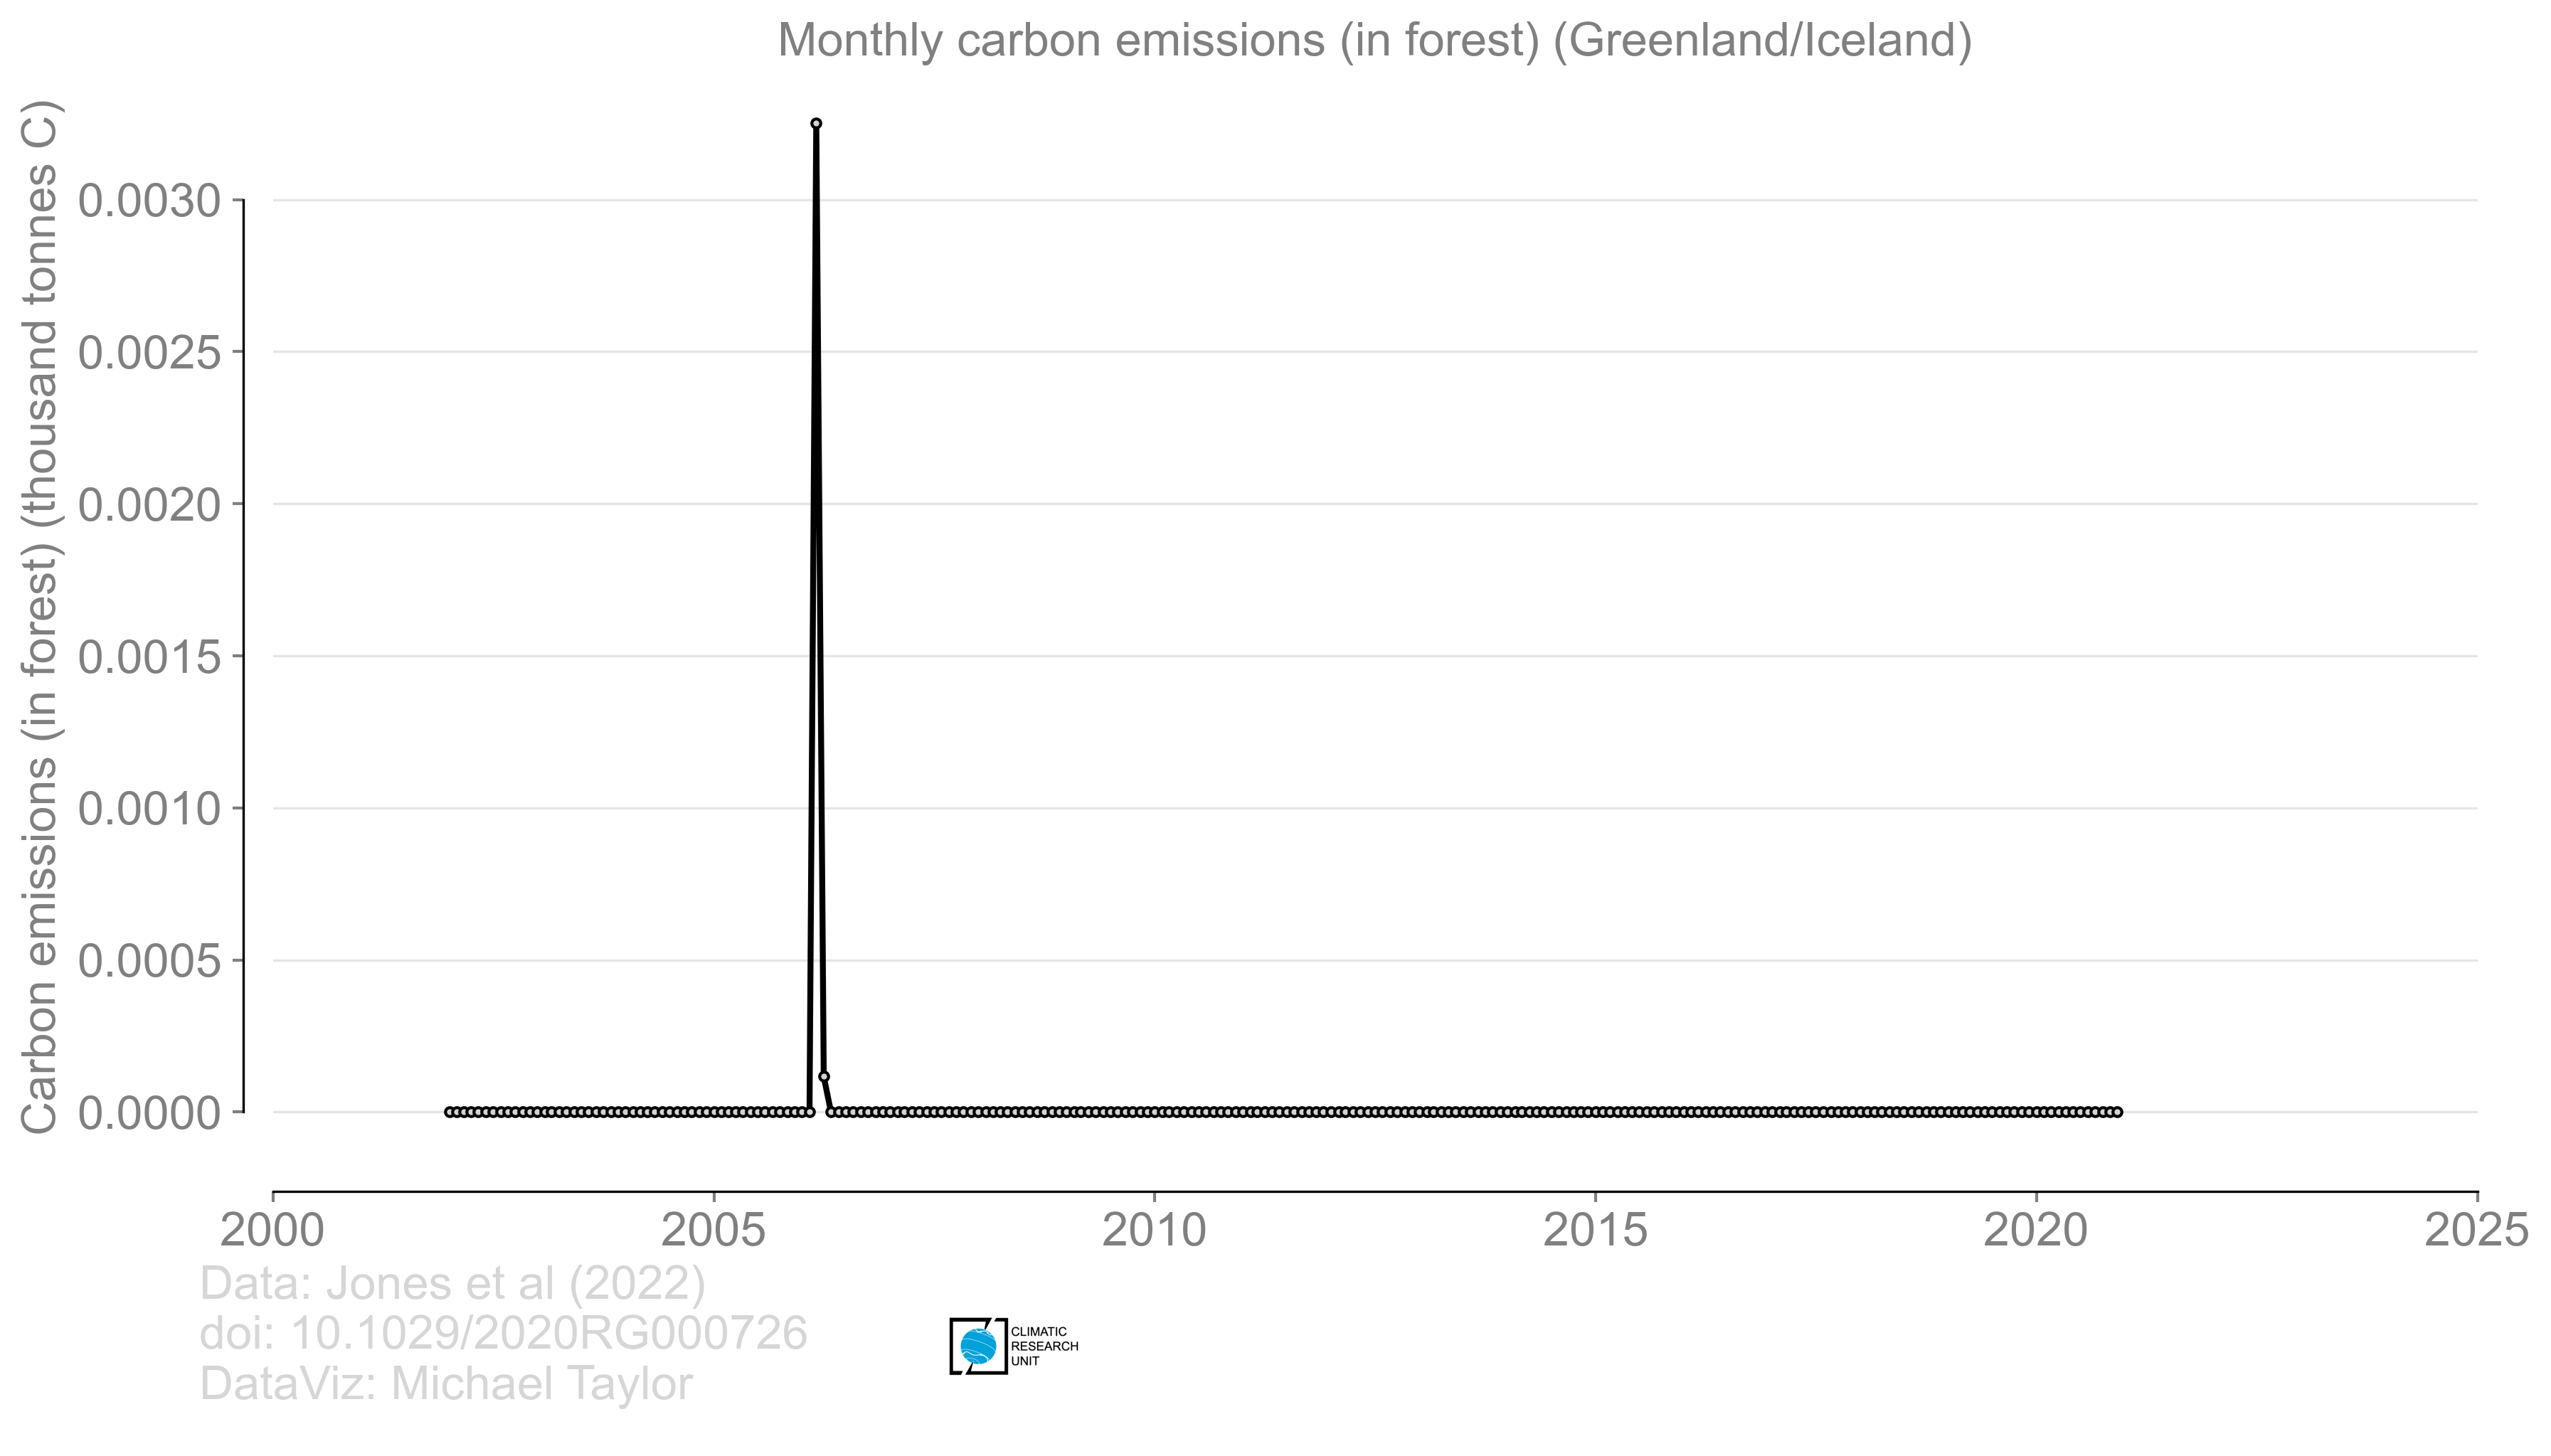 Monthly carbon emissions (in forest) (Greenland/Iceland)
Carbon emissions (in forest) (thousand tonnes C)
0.0030
0.0025
0.0020
0.0015
0.0010
0.0005
0.0000
2000 2005 2010 2015 2020 2025
Data: Jones et al (2022)
doi: 10.1029/2020RG000726
DataViz: Michael Taylor
CLIMATIC
RESEARCH
UNIT